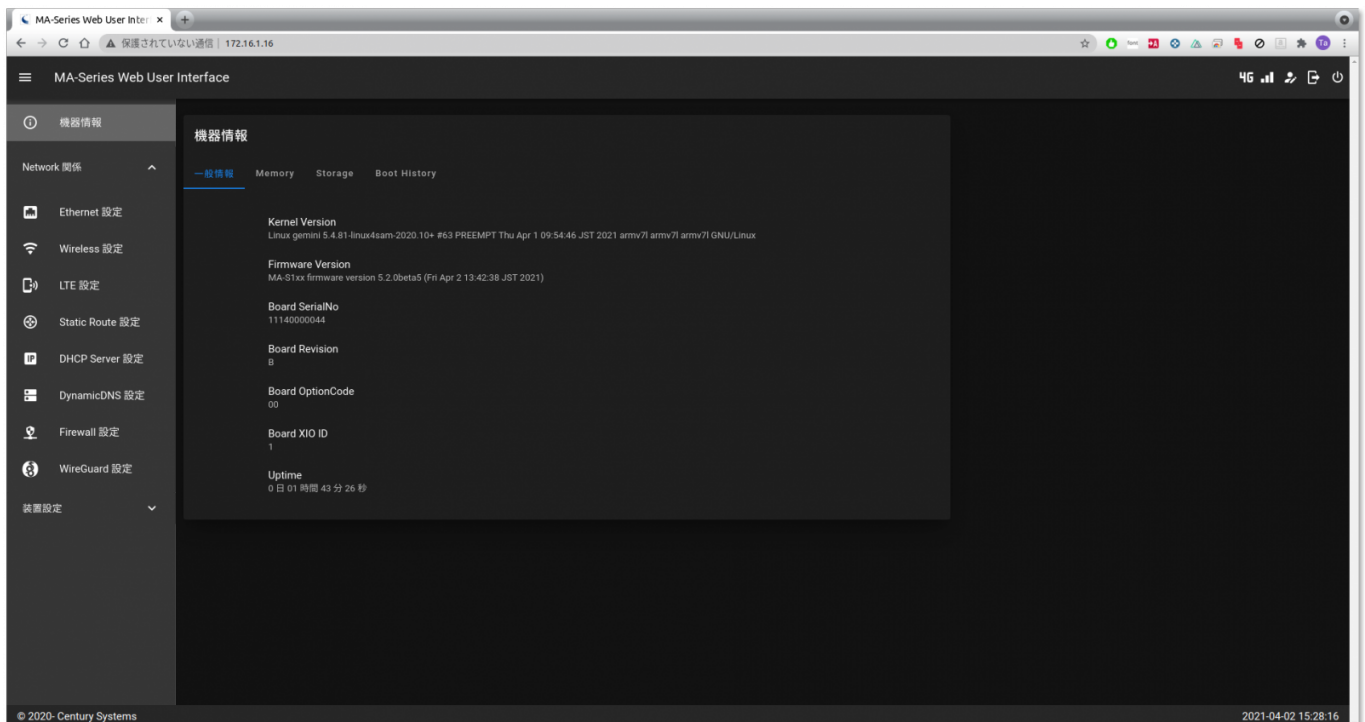 MA-Series Web User Inter
保護されていない通信 | 172.16.1.16
MA-Series Web User Interface
4G
機器情報
Network 関係
Ethernet 設定
Wireless 設定
LTE 設定
Static Route 設定
IP
DHCP Server 設定
DynamicDNS 設定
Firewall 設定
WireGuard 設定
装置設定
機器情報
一般情報 Memory Storage Boot History
Kernel Version
Linux gemini 5.4.81-linux4sam-2020.10+ #63 PREEMPT Thu Apr 1 09:54:46 JST 2021 armv7l armv7l armv7l GNU/Linux
Firmware Version
MA-S1xx firmware version 5.2.0beta5 (Fri Apr 2 13:42:38 JST 2021)
Board SerialNo
11140000044
Board Revision
B
Board OptionCode
00
Board XIO ID
1
Uptime
0 日 01 時間 43 分 26 秒
© 2020- Century Systems
2021-04-02 15:28:16